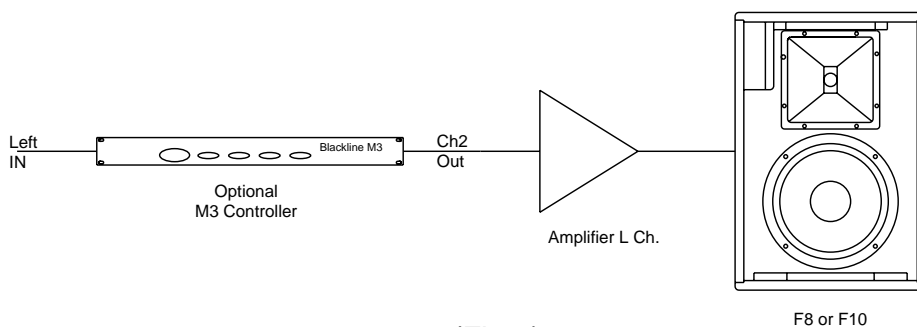 Left
IN
Blackline M3
Ch2
Out
Optional
M3 Controller
Amplifier L Ch.
F8 or F10